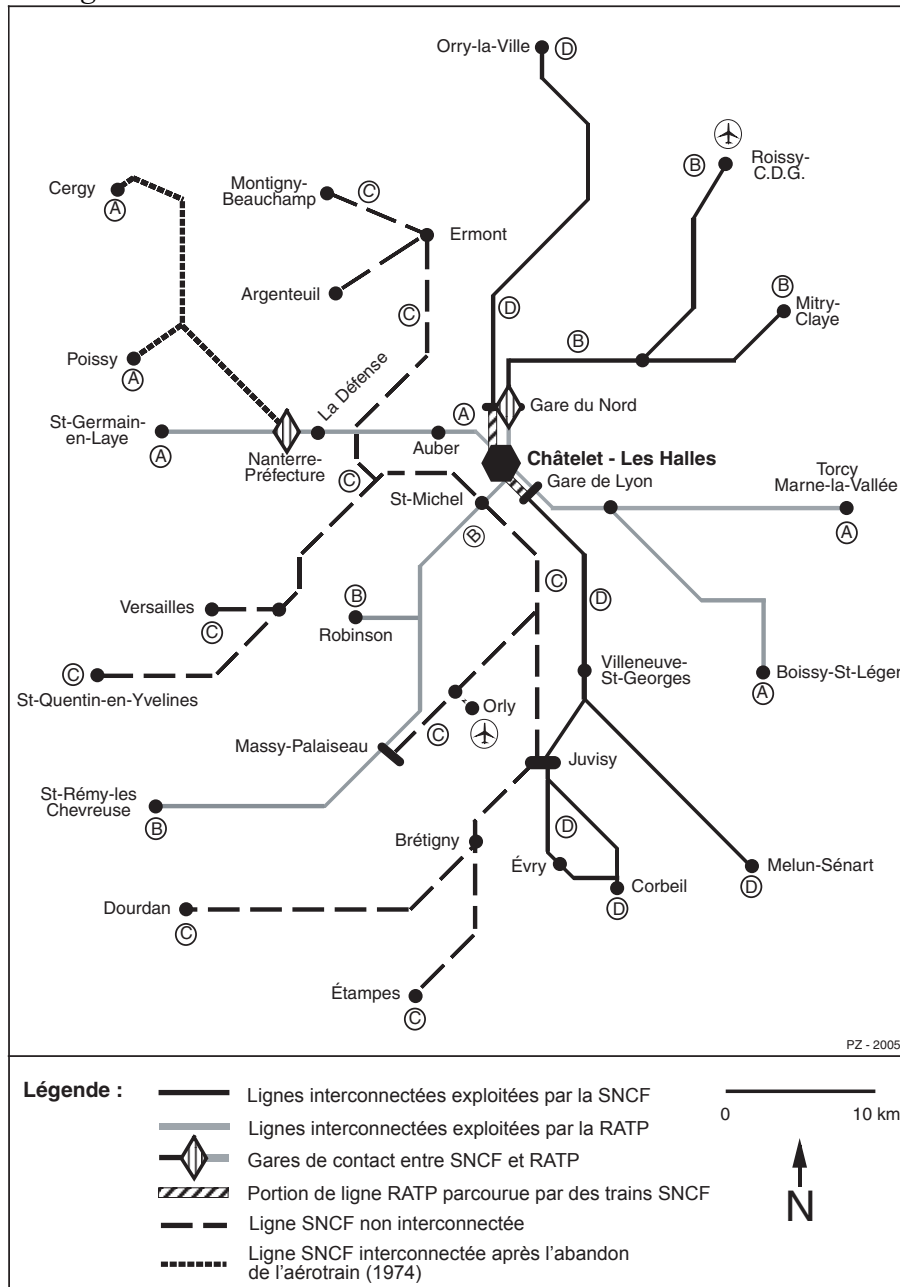 Orry-la-Ville
D
Roissy-
C.D.G.
B
Cergy
A
Montigny-
Beauchamp
C
Ermont
Argenteuil
C
D
B
Mitry-
Claye
B
Poissy
A
La Défense
St-Germain-
en-Laye
A
Nanterre-
Préfecture
Auber
A
Gare du Nord
Châtelet - Les Halles
Gare de Lyon
Torcy
Marne-la-Vallée
A
C
St-Michel
B
C
D
Versailles
C
B
Robinson
C
St-Quentin-en-Yvelines
Villeneuve-
St-Georges
Boissy-St-Léger
A
Orly
C
Massy-Palaiseau
Juvisy
St-Rémy-les
Chevreuse
B
D
Brétigny
Évry
Corbeil
D
Melun-Sénart
D
Dourdan
C
Étampes
C
PZ - 2005
Légende :
Lignes interconnectées exploitées par la SNCF
Lignes interconnectées exploitées par la RATP
Gares de contact entre SNCF et RATP
Portion de ligne RATP parcourue par des trains SNCF
Ligne SNCF non interconnectée
Ligne SNCF interconnectée après l'abandon
de l'aérotrain (1974)
0 10 km
N